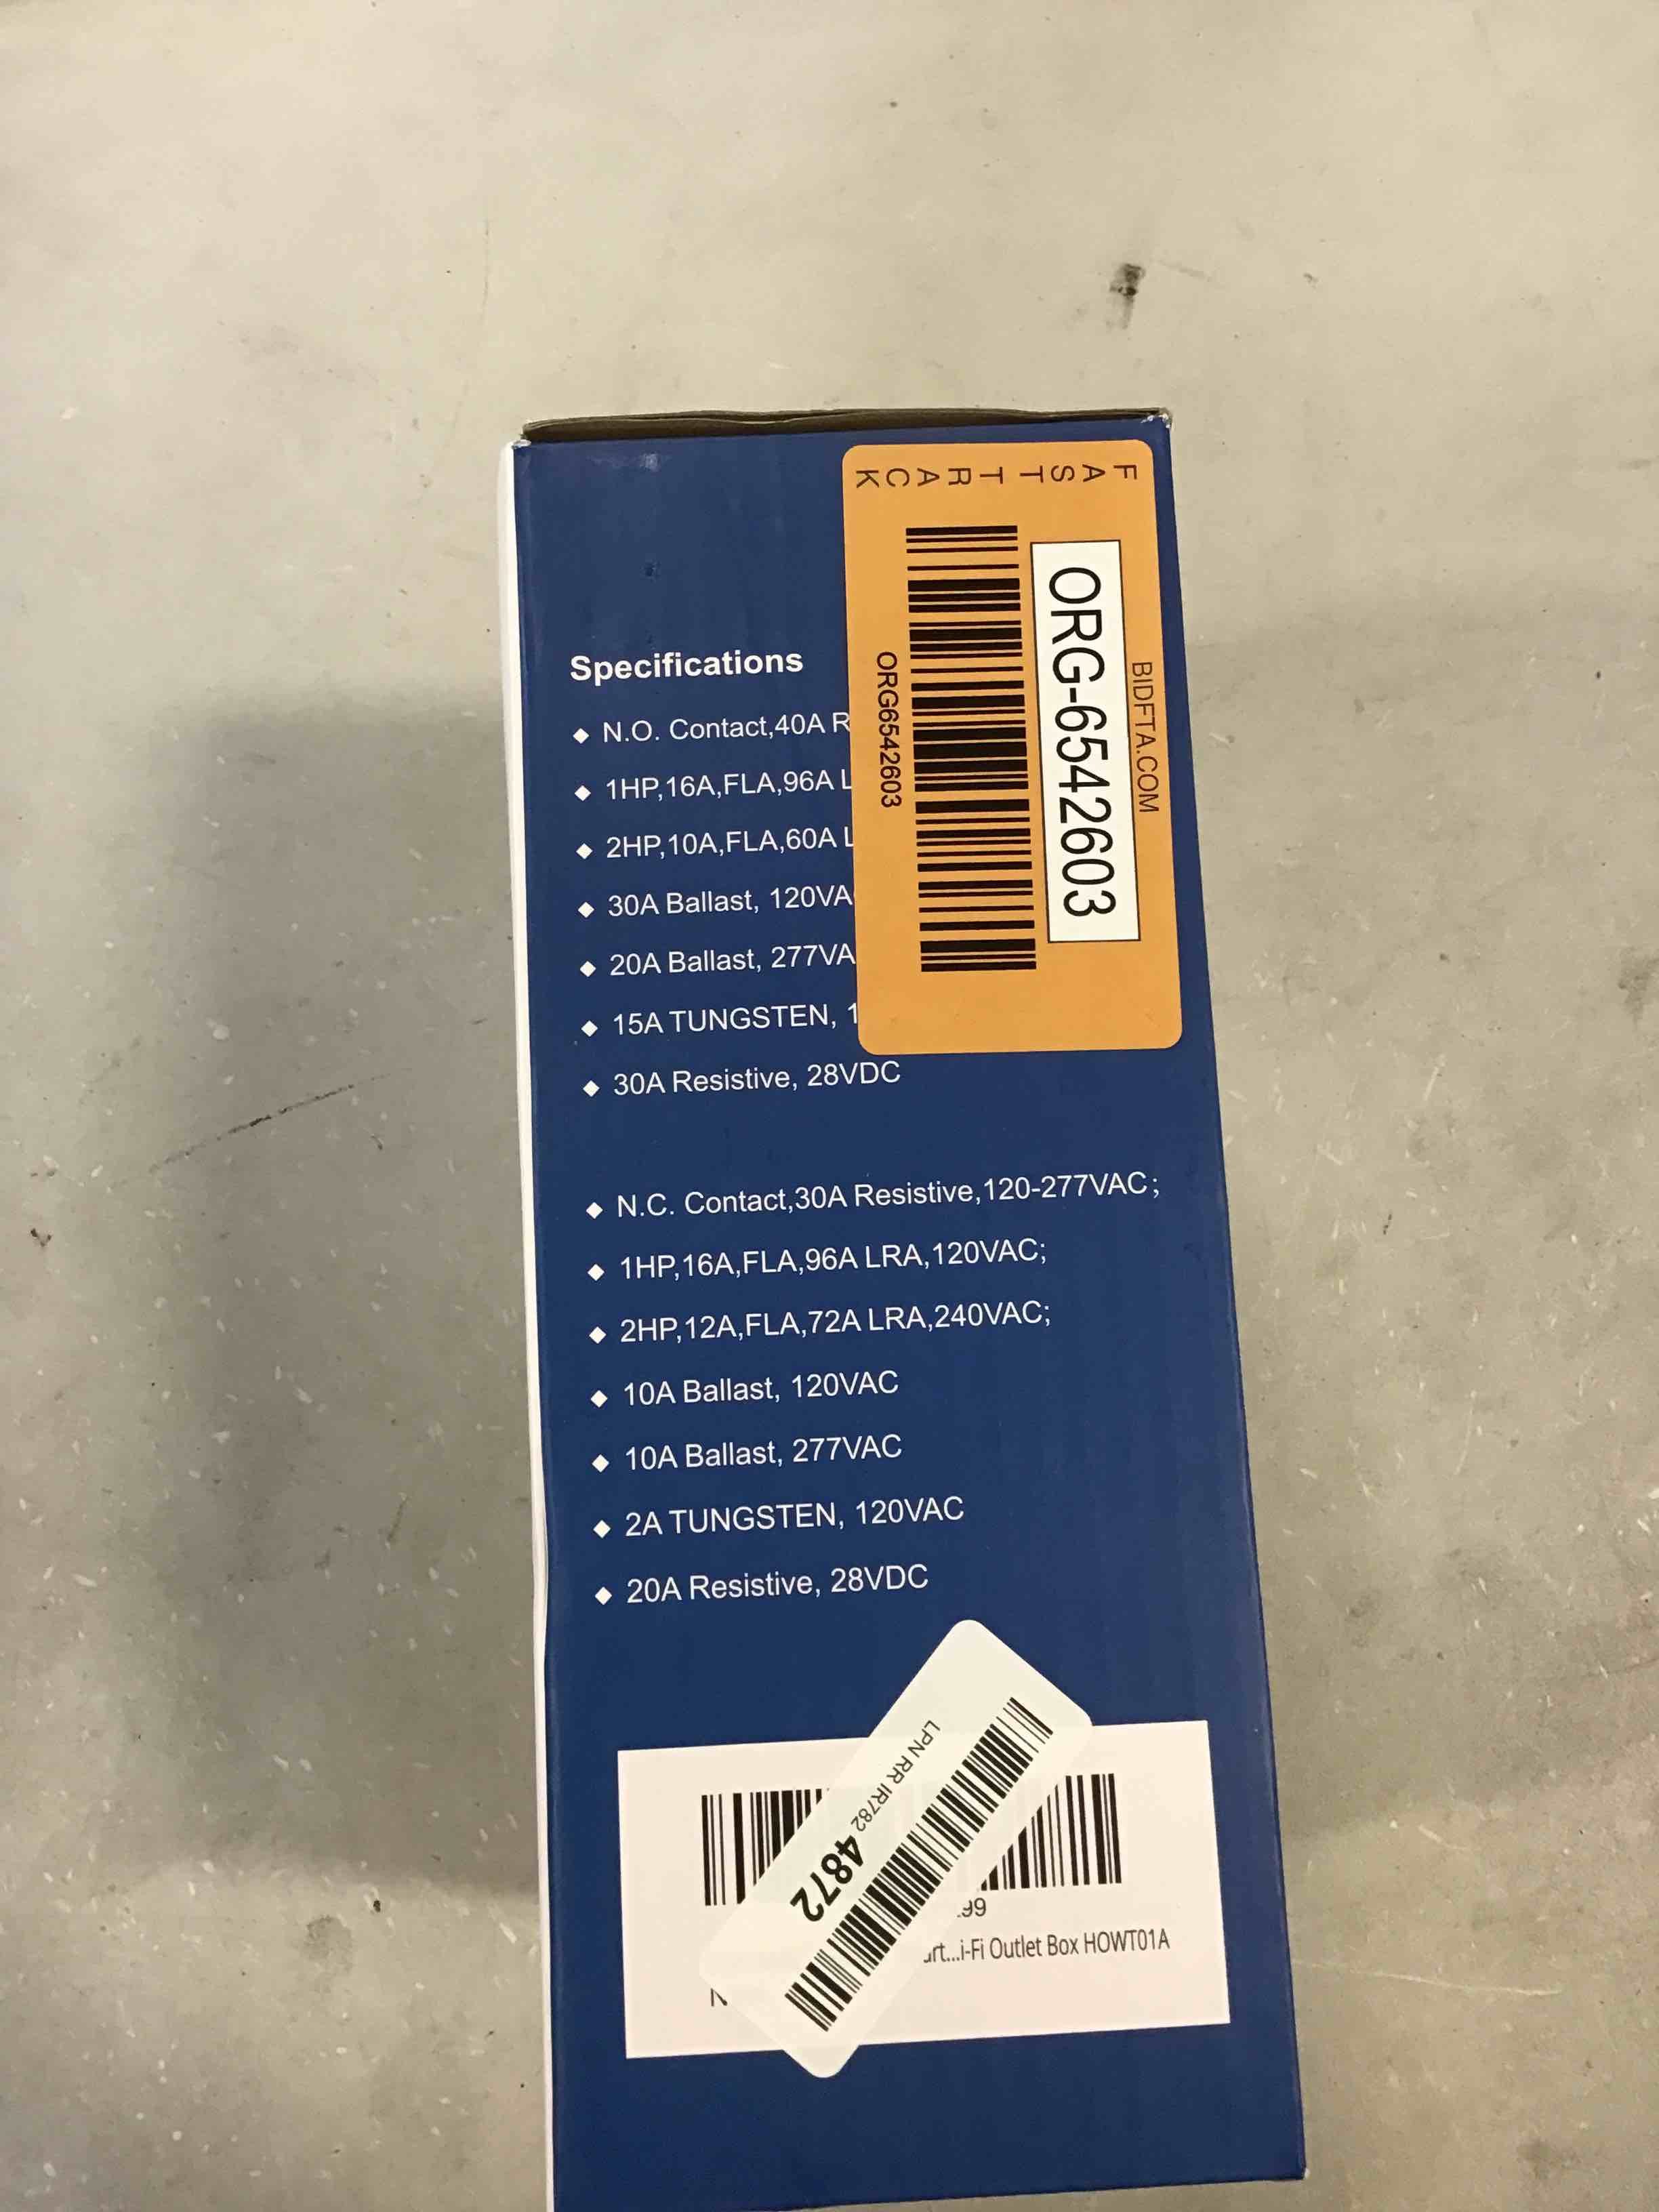 FAST TRACK
BIDFTA.COM
ORG-6542603
ORG6542603
Specifications
◆ N.O. Contact,40A R
◆ 1HP,16A,FLA,96A L
◆ 2HP,10A,FLA,60A L
◆ 30A Ballast, 120VA
◆ 20A Ballast, 277VA
◆ 15A TUNGSTEN, 1
◆ 30A Resistive, 28VDC
◆ N.C. Contact,30A Resistive,120-277VAC;
◆ 1HP,16A,FLA,96A LRA,120VAC;
◆ 2HP,12A,FLA,72A LRA,240VAC;
◆ 10A Ballast, 120VAC
◆ 10A Ballast, 277VAC
◆ 2A TUNGSTEN, 120VAC
◆ 20A Resistive, 28VDC
LPN RR IR782 4872
99
art...i-Fi Outlet Box HOWT01A
N